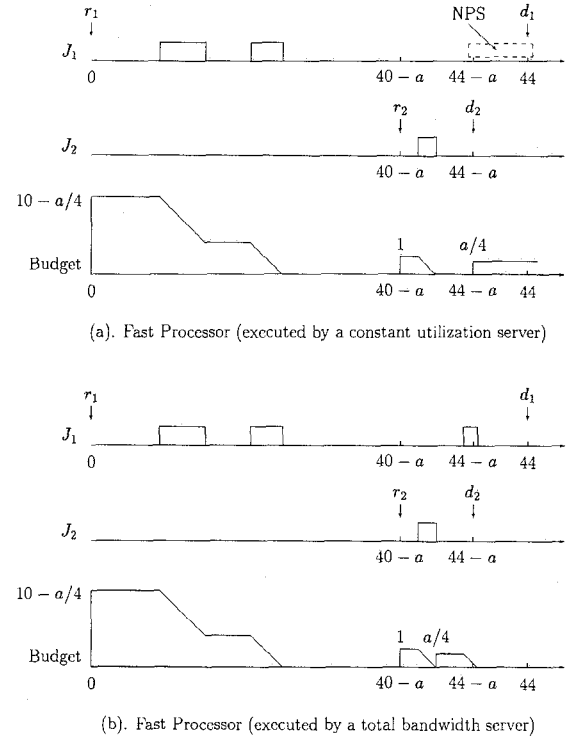 r₁ NPS d₁
J₁
0 40 − a 44 − a 44
r₂ d₂
J₂
40 − a 44 − a
10 − a/4
1 a/4
Budget
0 40 − a 44 − a 44
(a). Fast Processor (executed by a constant utilization server)
r₁ d₁
J₁
0 40 − a 44 − a 44
r₂ d₂
J₂
40 − a 44 − a
10 − a/4
1 a/4
Budget
0 40 − a 44 − a 44
(b). Fast Processor (executed by a total bandwidth server)